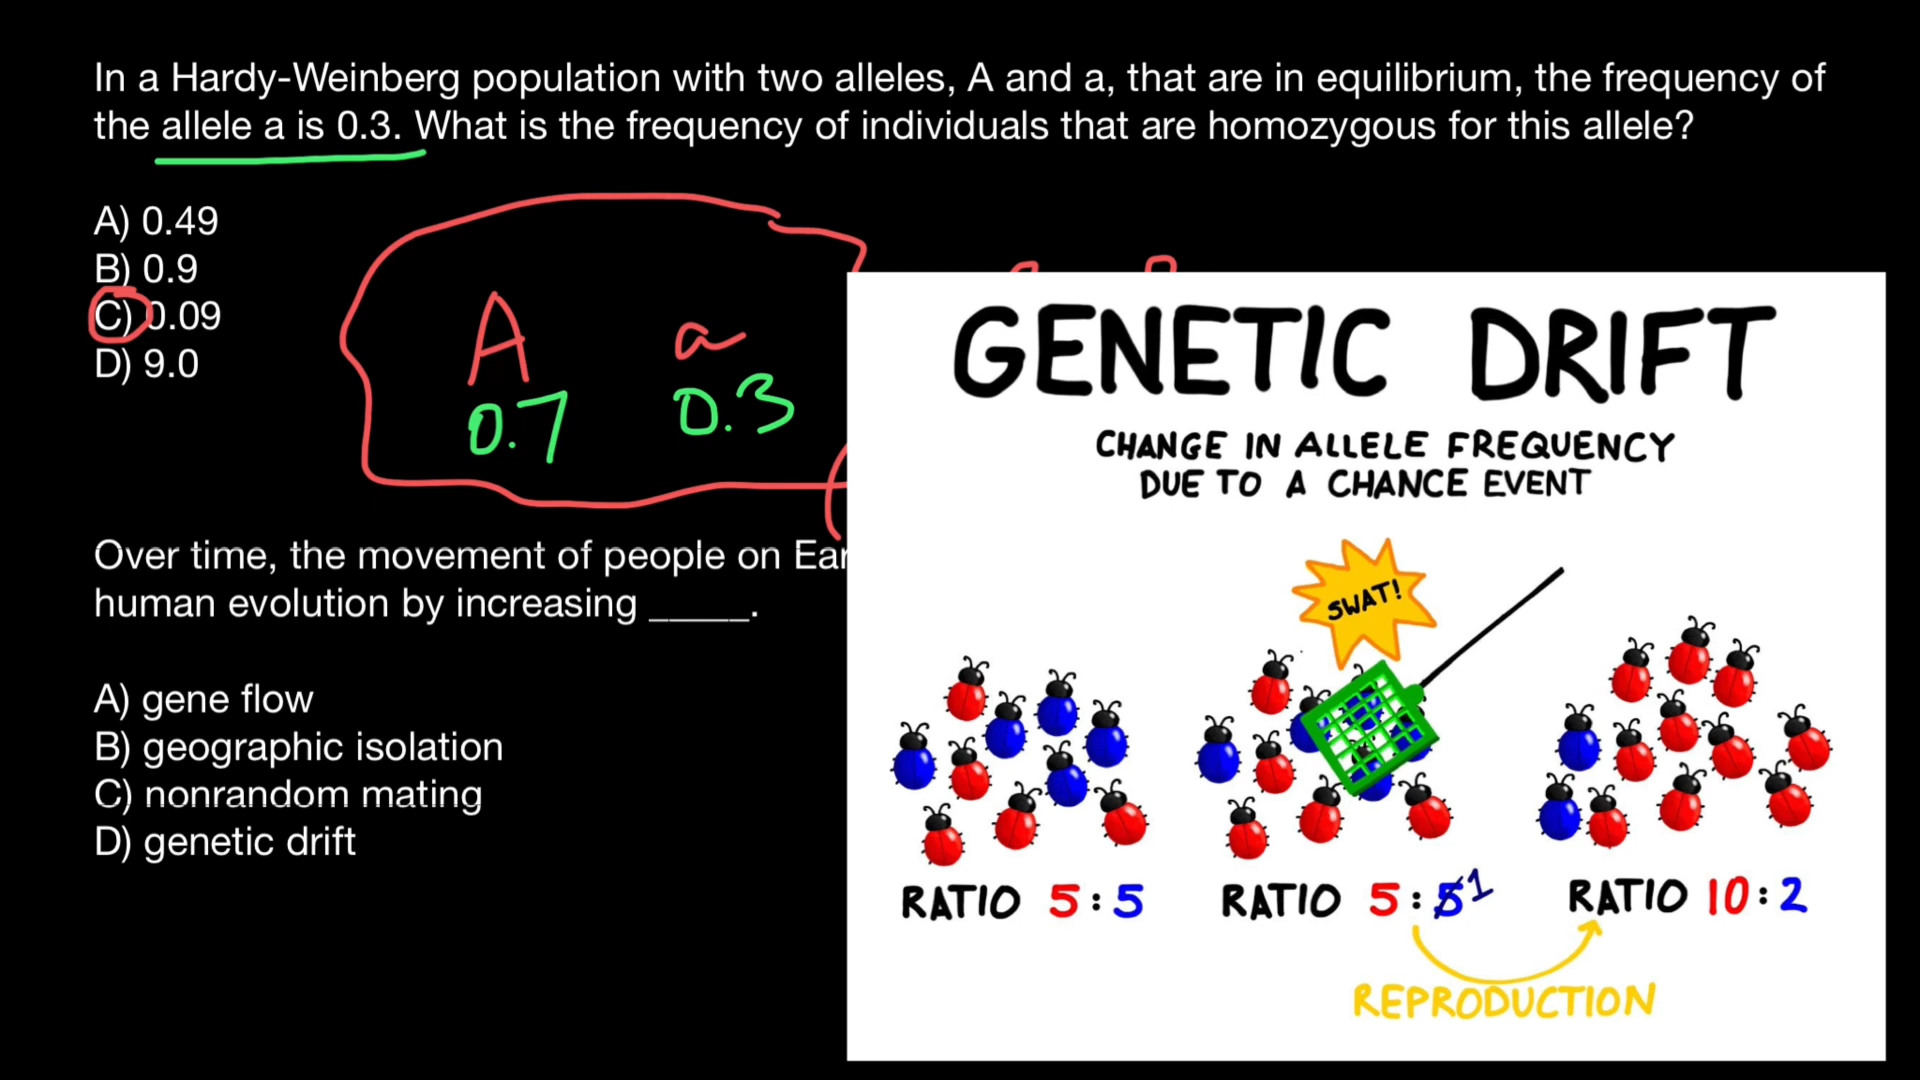 In a Hardy-Weinberg population with two alleles, A and a, that are in equilibrium, the frequency of
the allele a is 0.3. What is the frequency of individuals that are homozygous for this allele?
A) 0.49
B) 0.9
C) 0.09
D) 9.0
A a
0.7 0.3
Over time, the movement of people on
human evolution by increasing _____.
A) gene flow
B) geographic isolation
C) nonrandom mating
D) genetic drift
GENETIC DRIFT
CHANGE IN ALLELE FREQUENCY
DUE TO A CHANCE EVENT
SWAT!
RATIO 5:5
RATIO 5:5 1
RATIO 10:2
REPRODUCTION